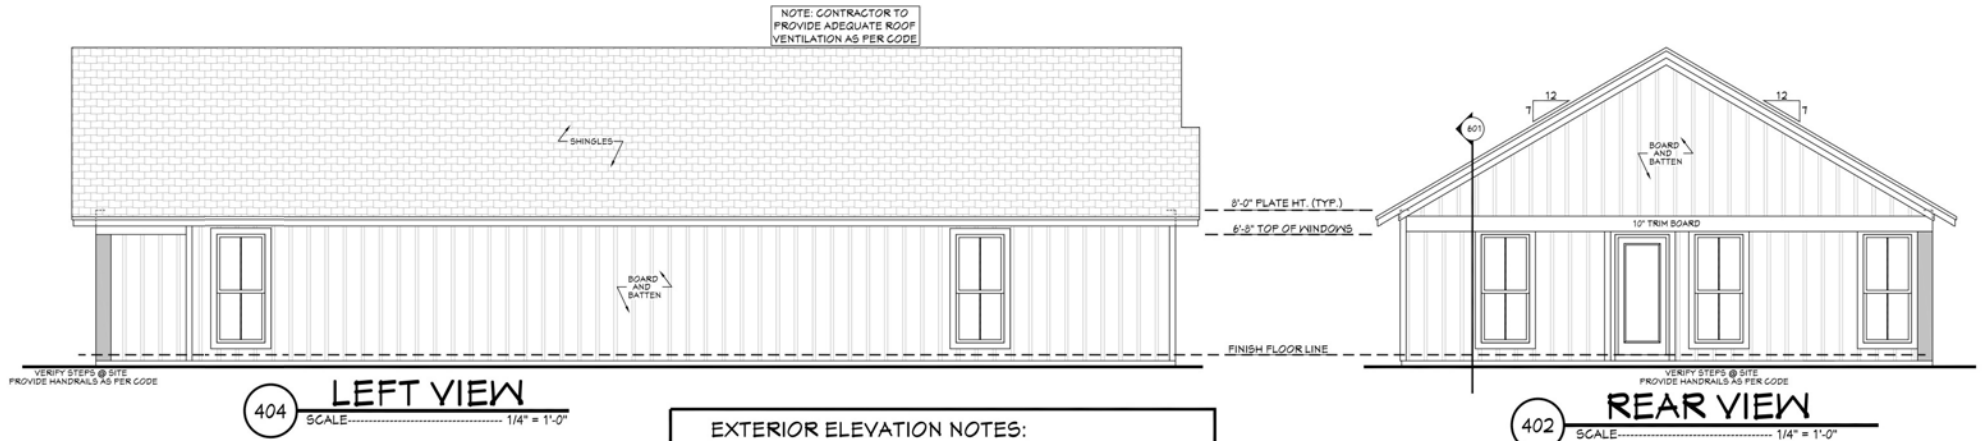 NOTE: CONTRACTOR TO
PROVIDE ADEQUATE ROOF
VENTILATION AS PER CODE
SHINGLES
BOARD
AND
BATTEN
VERIFY STEPS @ SITE
PROVIDE HANDRAILS AS PER CODE
404
LEFT VIEW
SCALE 1/4" = 1'-0"
8'-0" PLATE HT. (TYP.)
6'-8" TOP OF WINDOWS
FINISH FLOOR LINE
EXTERIOR ELEVATION NOTES:
12
7
12
7
601
BOARD
AND
BATTEN
10" TRIM BOARD
VERIFY STEPS @ SITE
PROVIDE HANDRAILS AS PER CODE
402
REAR VIEW
SCALE 1/4" = 1'-0"